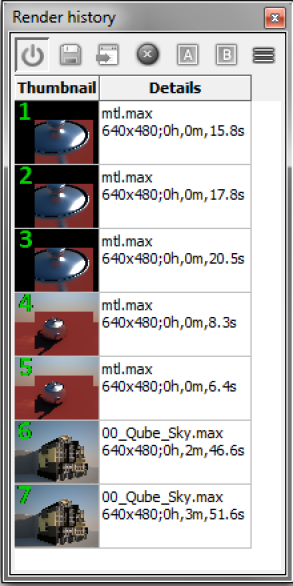 Render history
A
B
Thumbnail
Details
1
mtl.max
640x480;0h,0m,15.8s
2
mtl.max
640x480;0h,0m,17.8s
3
mtl.max
640x480;0h,0m,20.5s
4
mtl.max
640x480;0h,0m,8.3s
5
mtl.max
640x480;0h,0m,6.4s
6
00_Qube_Sky.max
640x480;0h,2m,46.6s
7
00_Qube_Sky.max
640x480;0h,3m,51.6s